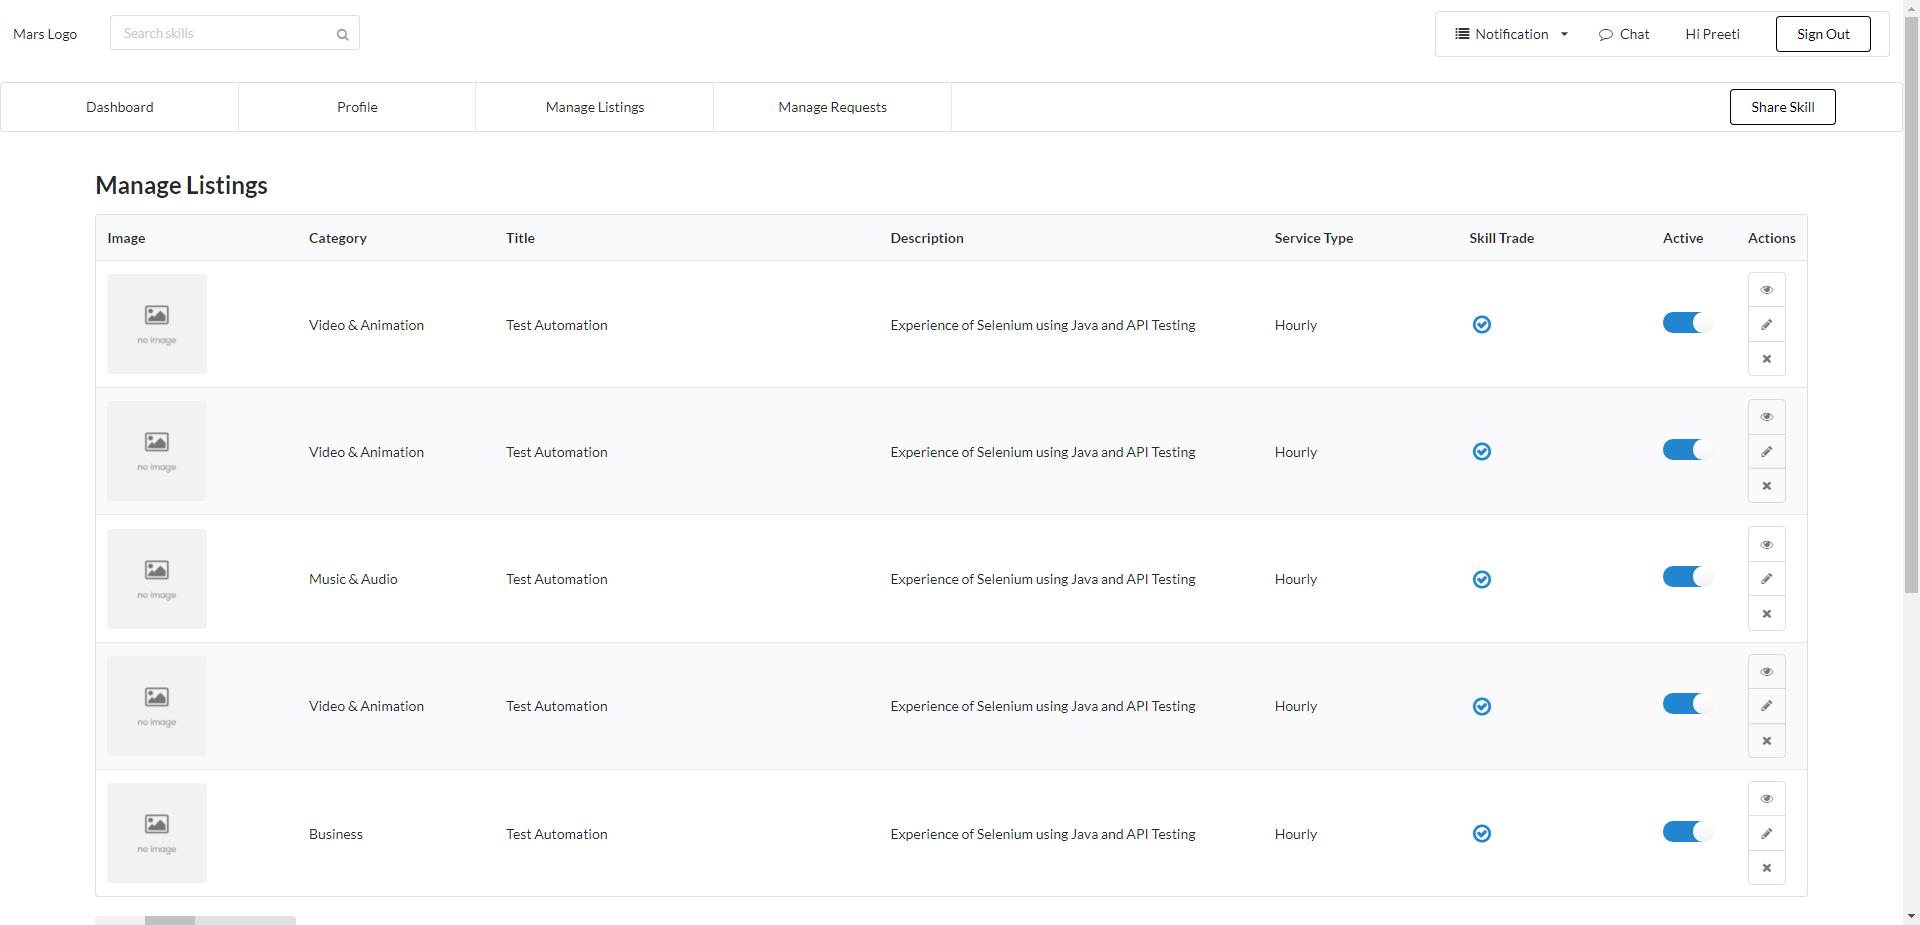 Mars Logo Search skills Notification Chat Hi Preeti Sign Out
Dashboard Profile Manage Listings Manage Requests Share Skill
Manage Listings
Image Category Title Description Service Type Skill Trade Active Actions
no image Video & Animation Test Automation Experience of Selenium using Java and API Testing Hourly
no image Video & Animation Test Automation Experience of Selenium using Java and API Testing Hourly
no image Music & Audio Test Automation Experience of Selenium using Java and API Testing Hourly
no image Video & Animation Test Automation Experience of Selenium using Java and API Testing Hourly
no image Business Test Automation Experience of Selenium using Java and API Testing Hourly